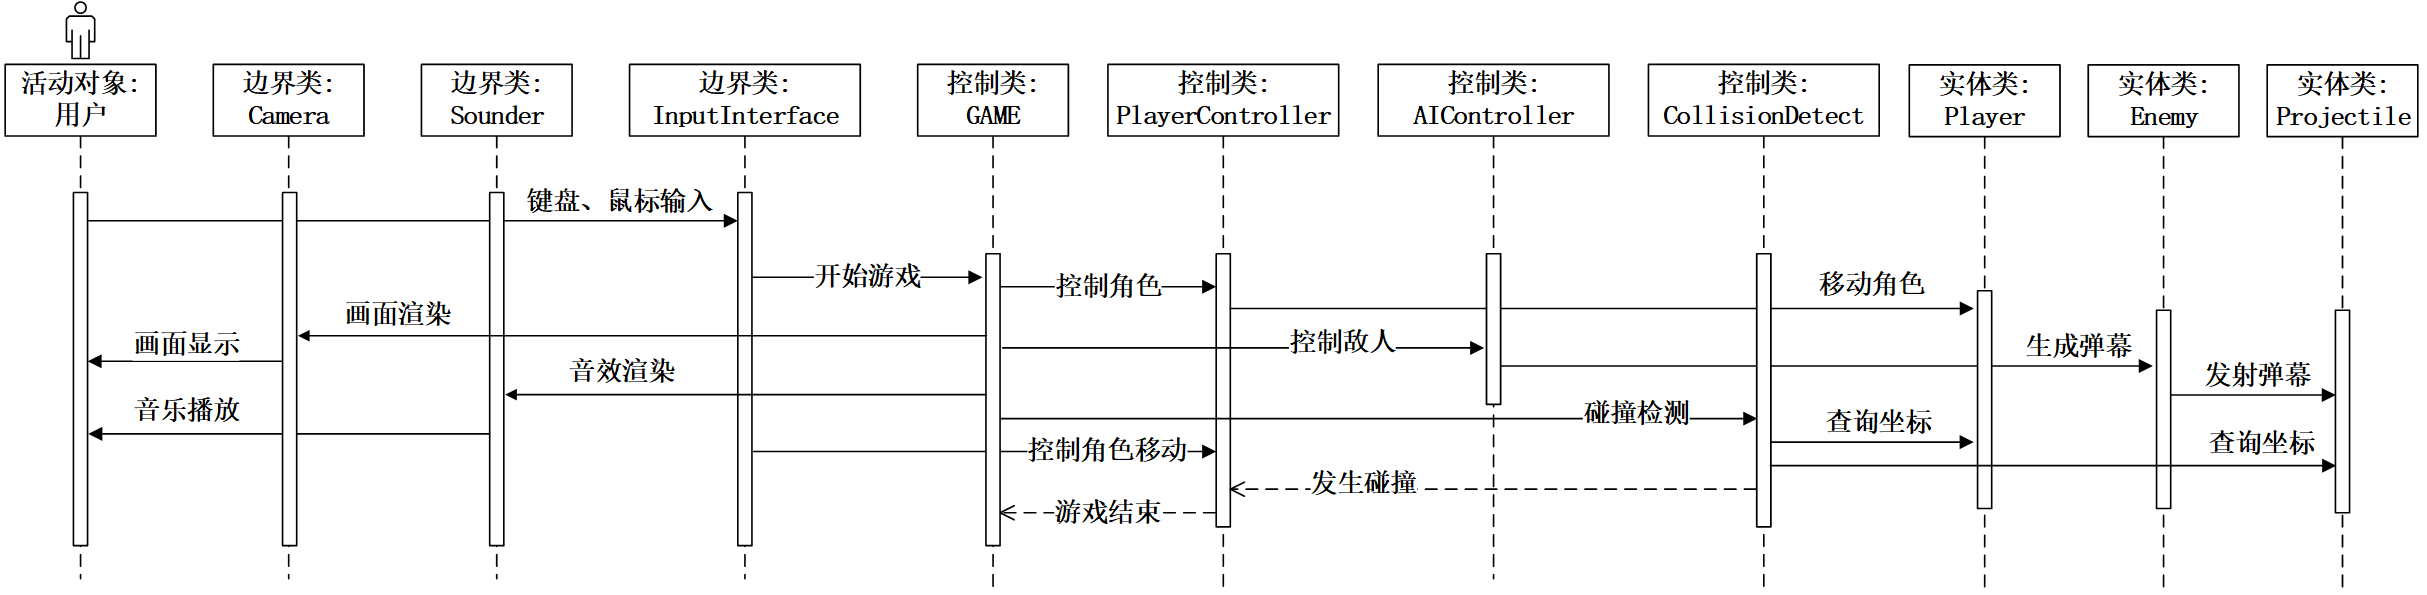 活动对象:
用户
边界类:
Camera
边界类:
Sounder
边界类:
InputInterface
控制类:
GAME
控制类:
PlayerController
控制类:
AIController
控制类:
CollisionDetect
实体类:
Player
实体类:
Enemy
实体类:
Projectile
键盘、鼠标输入
开始游戏
控制角色
移动角色
画面渲染
画面显示
控制敌人
生成弹幕
音效渲染
发射弹幕
音乐播放
碰撞检测
查询坐标
控制角色移动
查询坐标
发生碰撞
游戏结束